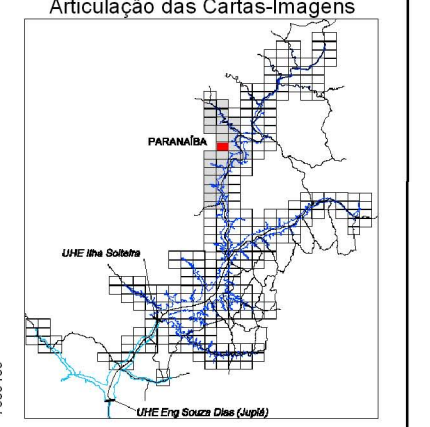 Articulação das Cartas-Imagens
PARANAÍBA
UHE Ilha Solteira
UHE Eng Souza Dias (Jupiá)